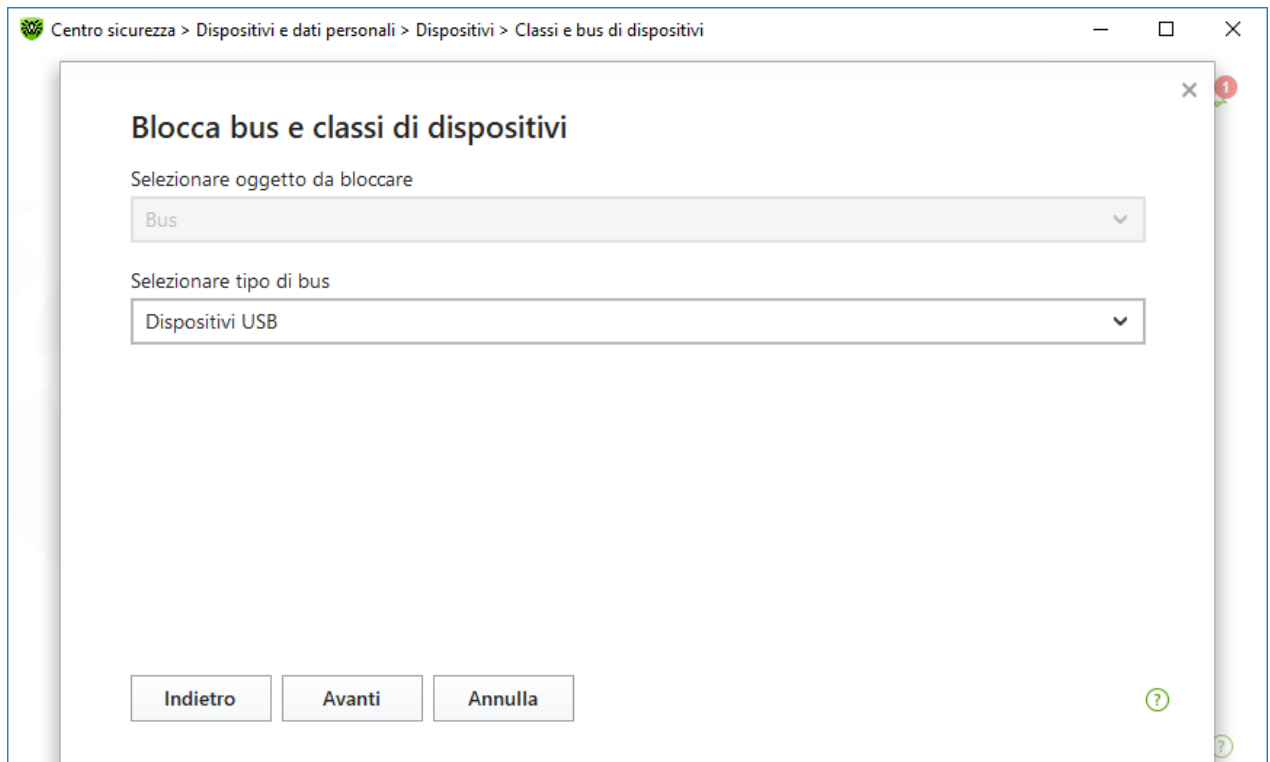 Centro sicurezza > Dispositivi e dati personali > Dispositivi > Classi e bus di dispositivi
1
Blocca bus e classi di dispositivi
Selezionare oggetto da bloccare
Bus
Selezionare tipo di bus
Dispositivi USB
Indietro Avanti Annulla ?
?